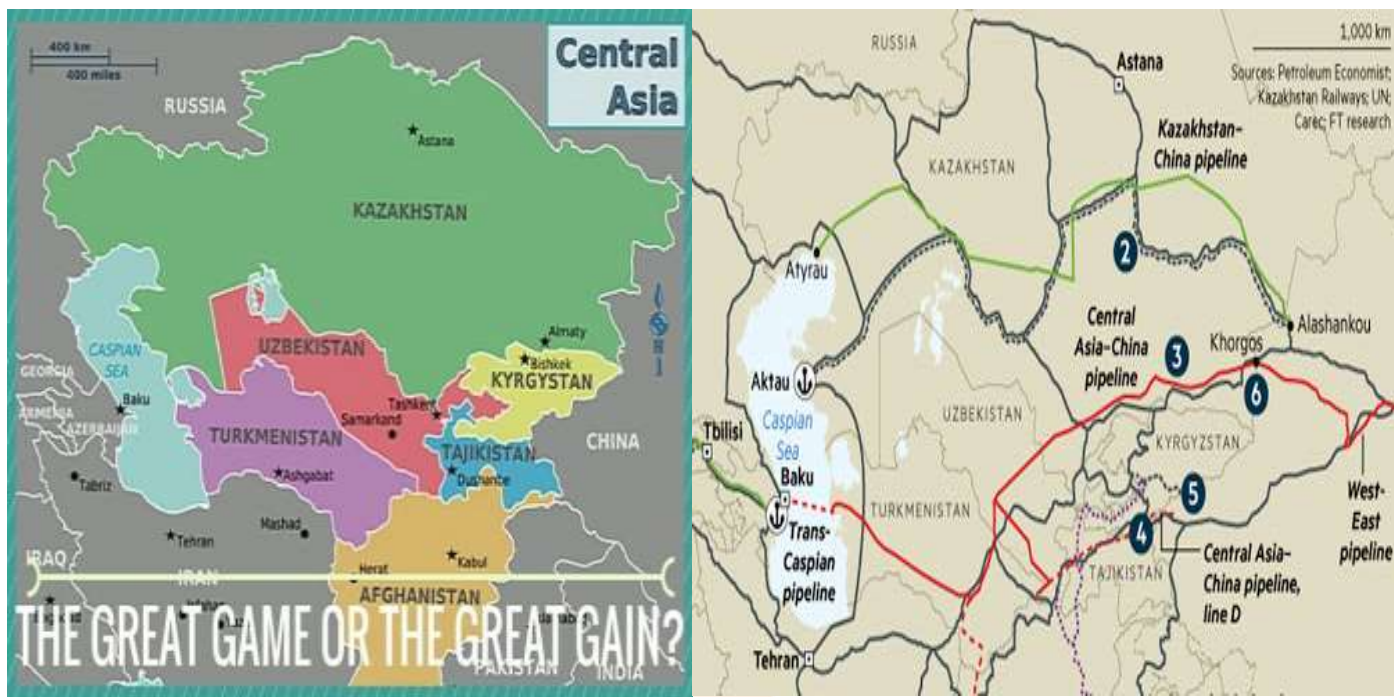 400 km
400 miles
Central
Asia
RUSSIA
Astana
KAZAKHSTAN
Almaty
Bishkek
KYRGYSTAN
UZBEKISTAN
CASPIAN
SEA
GEORGIA
ARMENIA
AZERBAIJAN
Baku
Tashkent
Samarkand
TURKMENISTAN
TAJIKISTAN
CHINA
Ashgabat
Dushanbe
Tabriz
Mashad
Tehran
IRAQ
IRAN
Herat
Kabul
AFGHANISTAN
THE GREAT GAME OR THE GREAT GAIN?
PAKISTAN
INDIA
RUSSIA
Astana
1,000 km
Sources: Petroleum Economist;
Kazakhstan Railways; UN;
Carec; FT research
Kazakhstan–
China pipeline
KAZAKHSTAN
Atyrau
2
Central
Asia–China
pipeline
3
Khorgos
Alashankou
6
Aktau
Caspian
Sea
UZBEKISTAN
KYRGYZSTAN
Tbilisi
Baku
TURKMENISTAN
Trans-
Caspian
pipeline
5
4
West-
East
pipeline
TAJIKISTAN
Central Asia–
China pipeline,
line D
Tehran